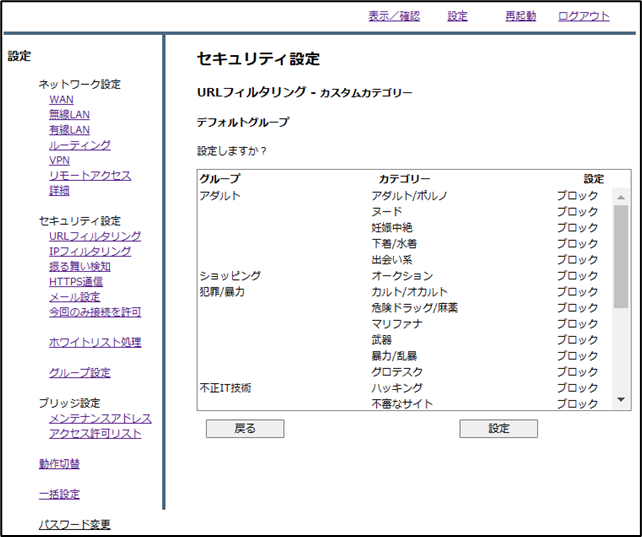 表示／確認 設定 再起動 ログアウト
設定
ネットワーク設定
WAN
無線LAN
有線LAN
ルーティング
VPN
リモートアクセス
詳細
セキュリティ設定
URLフィルタリング
IPフィルタリング
振る舞い検知
HTTPS通信
メール設定
今回のみ接続を許可
ホワイトリスト処理
グループ設定
ブリッジ設定
メンテナンスアドレス
アクセス許可リスト
動作切替
一括設定
パスワード変更
セキュリティ設定
URLフィルタリング - カスタムカテゴリー
デフォルトグループ
設定しますか？
グループ カテゴリー 設定
アダルト アダルト/ポルノ ブロック
ヌード ブロック
妊娠中絶 ブロック
下着/水着 ブロック
出会い系 ブロック
ショッピング オークション ブロック
犯罪/暴力 カルト/オカルト ブロック
危険ドラッグ/麻薬 ブロック
マリファナ ブロック
武器 ブロック
暴力/乱暴 ブロック
グロテスク ブロック
不正IT技術 ハッキング ブロック
不審なサイト ブロック
戻る 設定